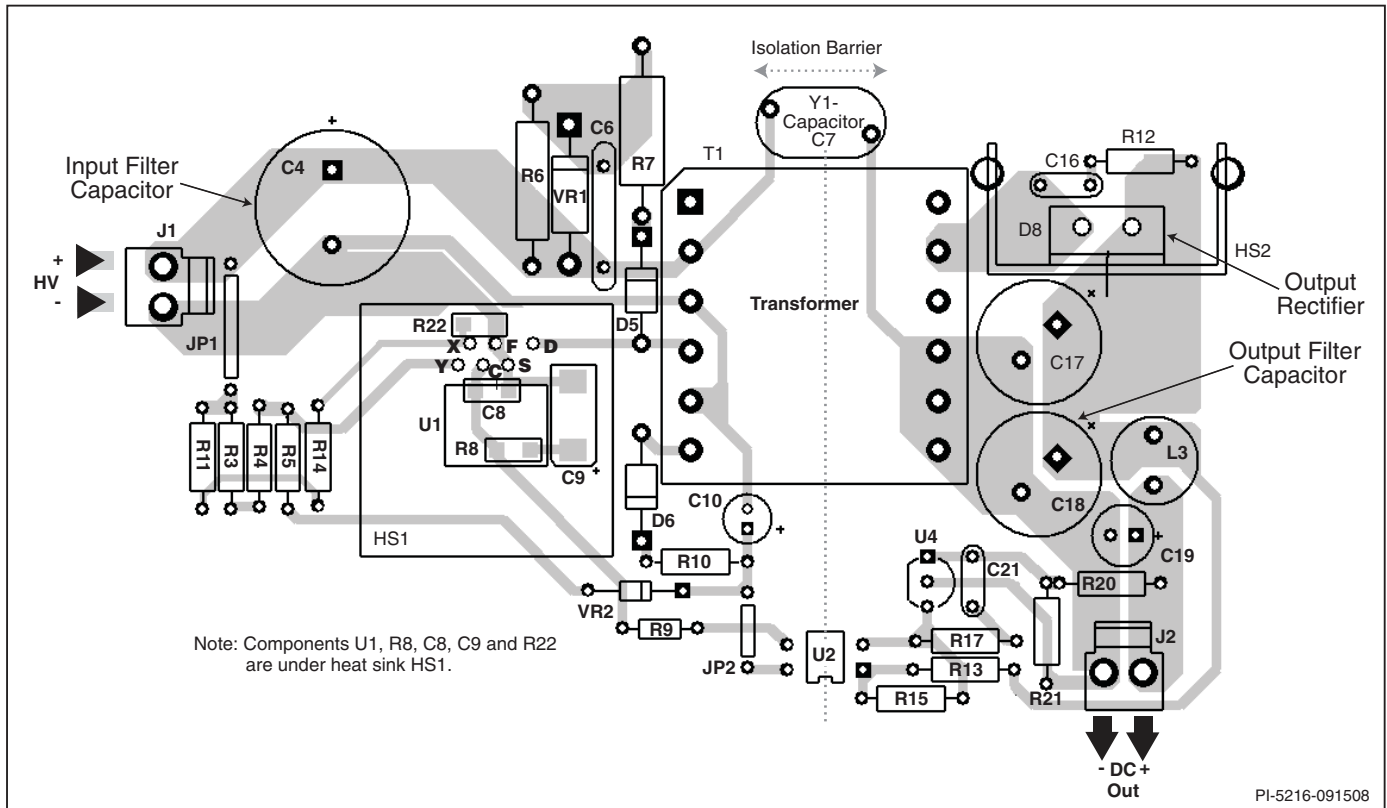 Isolation Barrier
Y1-
Capacitor
C7
R12
C16
T1
C6
+
C4
Input Filter
Capacitor
R6
VR1
R7
D8
HS2
J1
+
HV
-
Output
Rectifier
Transformer
D5
R22
JP1
X
F
D
Y
C
S
C17
Output Filter
Capacitor
C8
U1
R8
C9
+
R11
R3
R4
R5
R14
L3
C18
C10
+
D6
HS1
U4
C21
C19
+
R10
R20
VR2
R9
JP2
U2
R17
R13
R15
R21
J2
Note: Components U1, R8, C8, C9 and R22
are under heat sink HS1.
- DC +
Out
PI-5216-091508